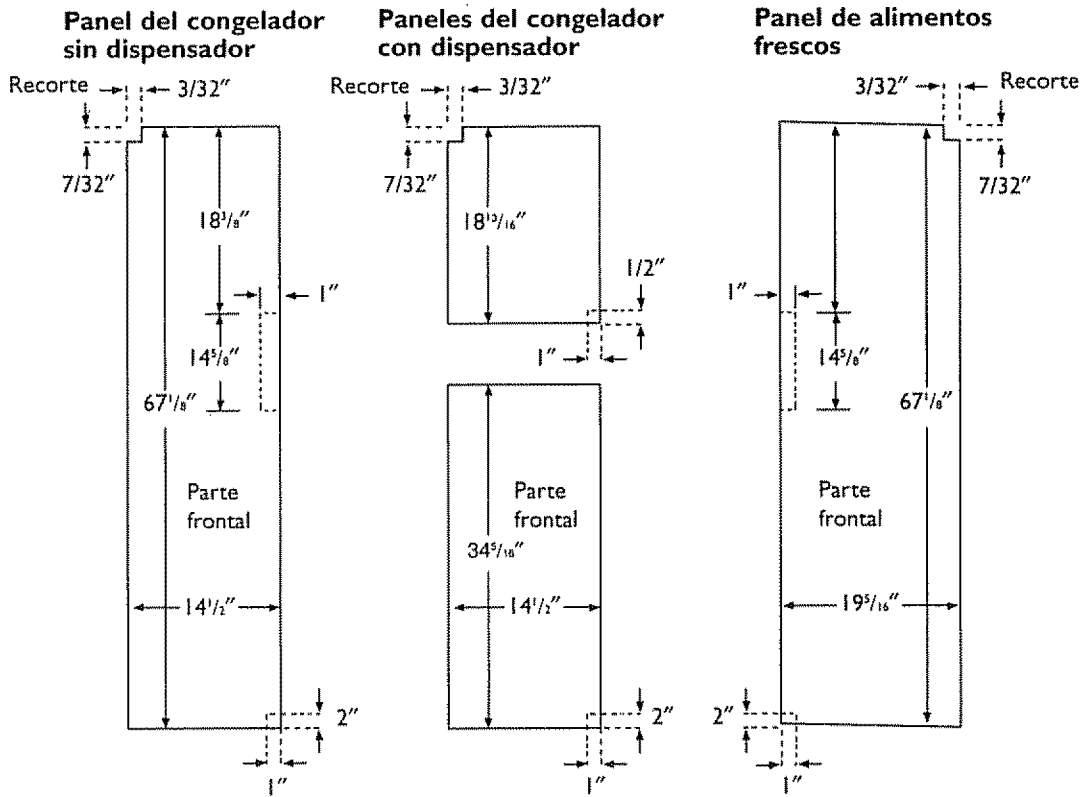 Panel del congelador
sin dispensador
Recorte
3/32"
7/32"
18³/₈"
1"
14⁵/₈"
67¹/₈"
Parte
frontal
14¹/₂"
2"
1"
Paneles del congelador
con dispensador
Recorte
3/32"
7/32"
18¹³/₁₆"
1/2"
1"
Parte
frontal
34⁵/₁₆"
14¹/₂"
2"
1"
Panel de alimentos
frescos
3/32"
Recorte
7/32"
1"
14⁵/₈"
67¹/₈"
Parte
frontal
19⁵/₁₆"
2"
1"